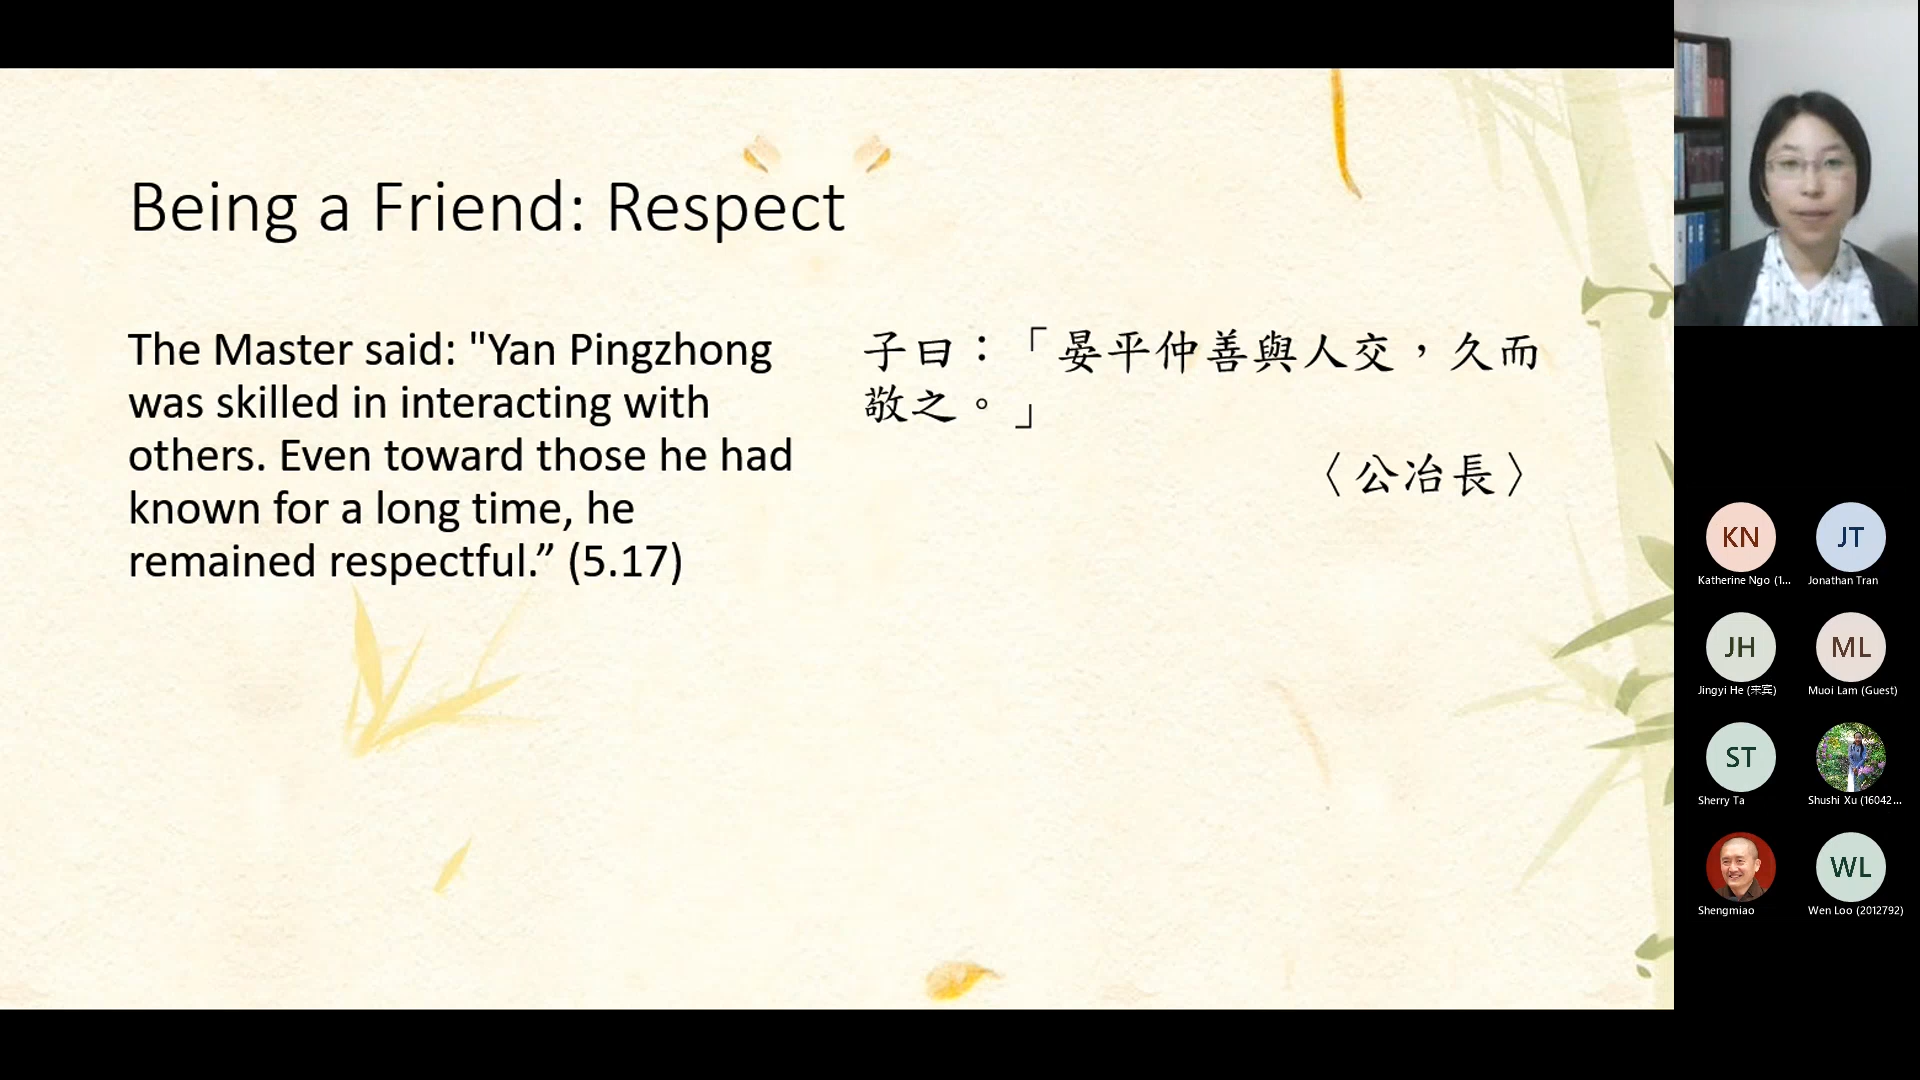 Being a Friend: Respect
The Master said: "Yan Pingzhong
was skilled in interacting with
others. Even toward those he had
known for a long time, he
remained respectful.” (5.17)
子曰：「晏平仲善與人交，久而
敬之。」
〈公冶長〉
KN
Katherine Ngo (1...
JT
Jonathan Tran
JH
Jingyi He (来宾)
ML
Muoi Lam (Guest)
ST
Sherry Ta
Shushi Xu (16042...
Shengmiao
WL
Wen Loo (2012792)